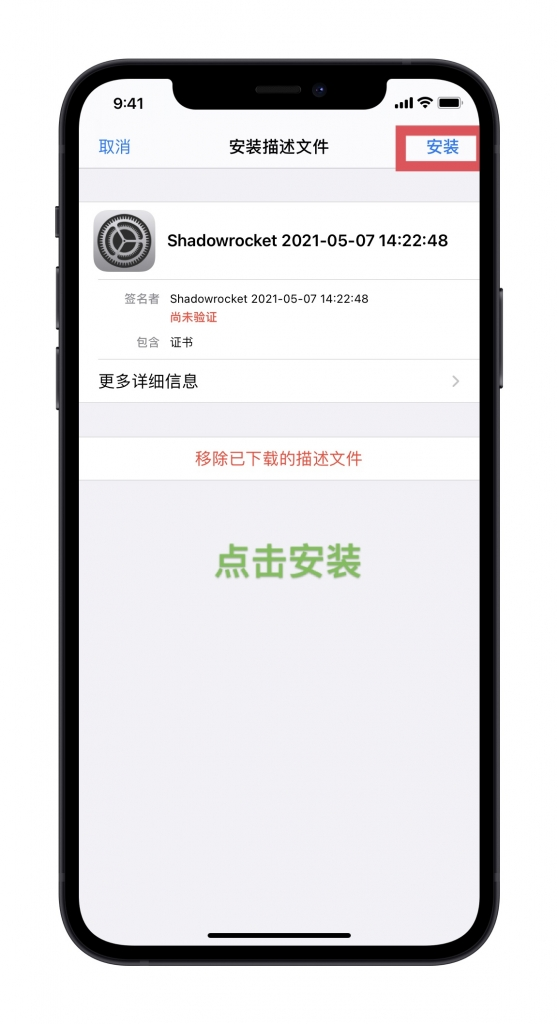 9:41
取消 安装描述文件 安装
Shadowrocket 2021-05-07 14:22:48
签名者 Shadowrocket 2021-05-07 14:22:48
尚未验证
包含 证书
更多详细信息
移除已下载的描述文件
点击安装